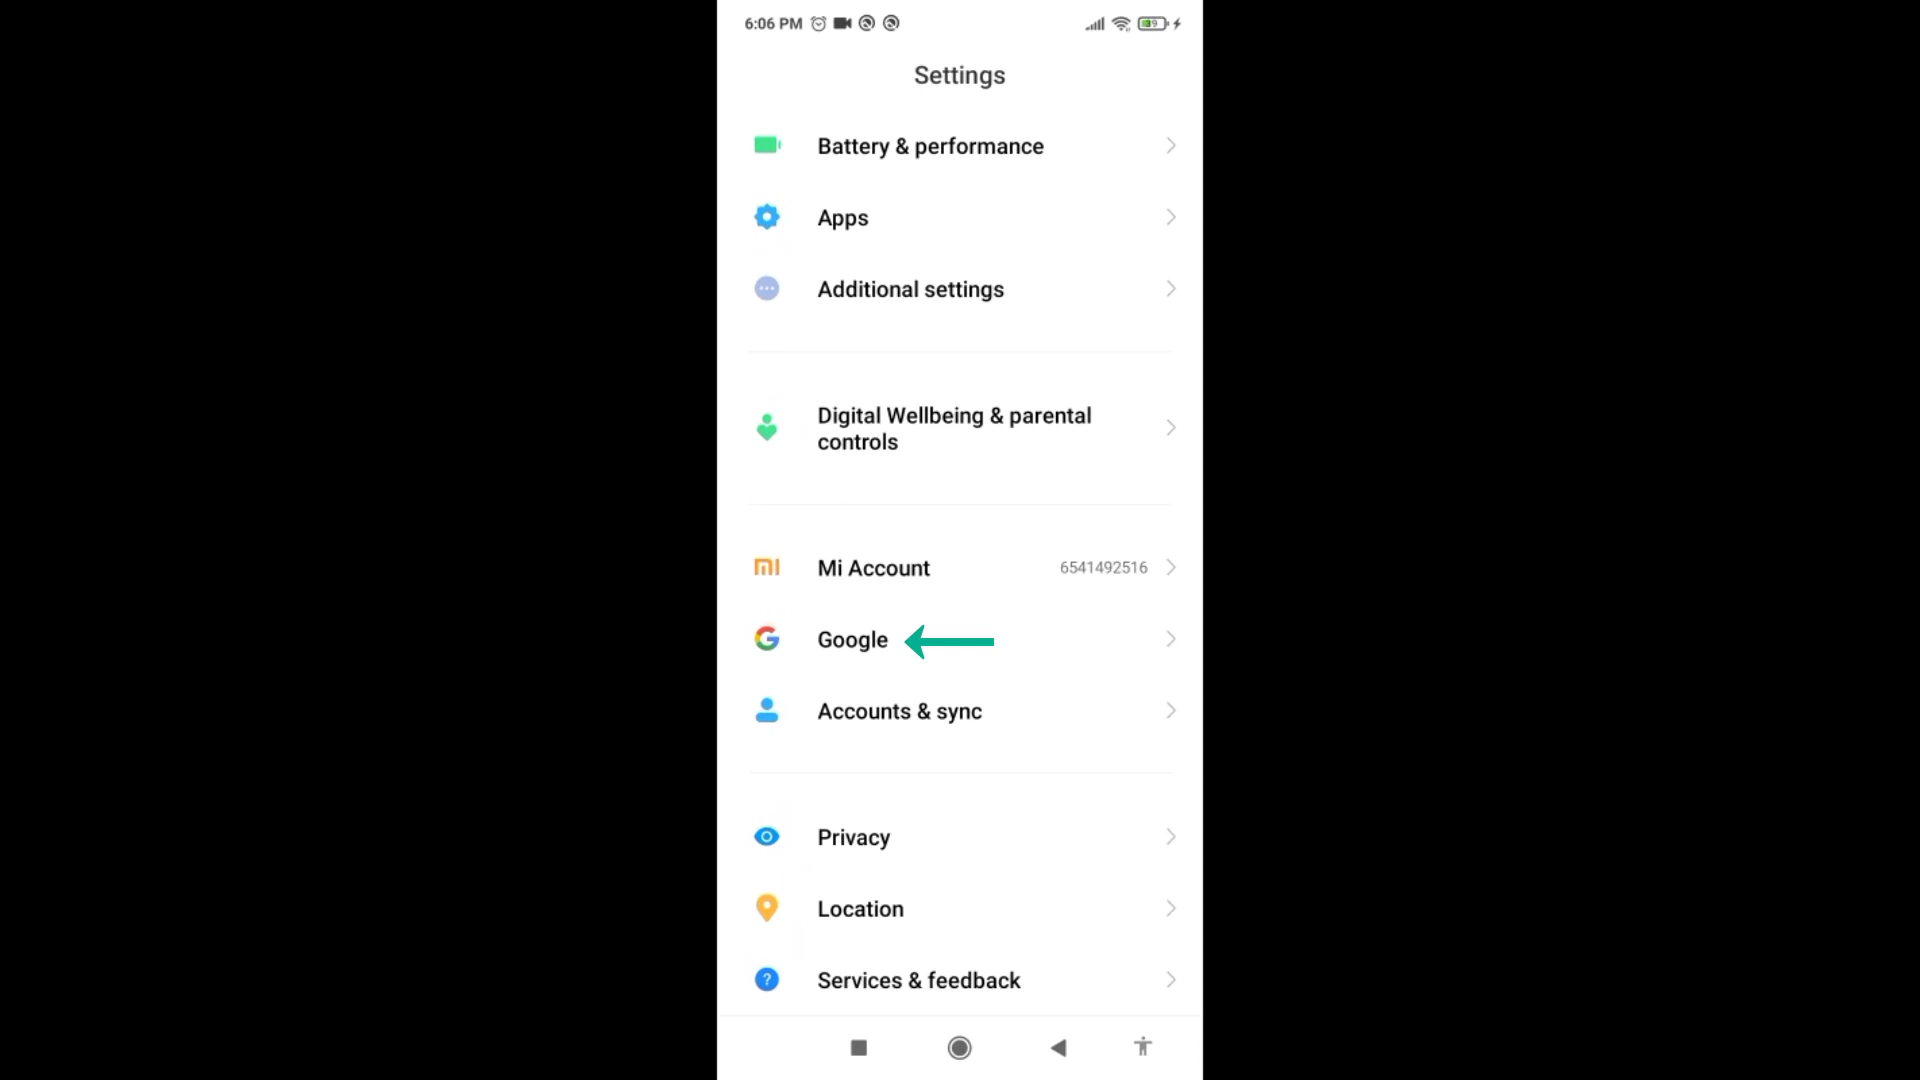 6:06 PM
Settings
Battery & performance
Apps
Additional settings
Digital Wellbeing & parental
controls
Mi Account 6541492516
Google
Accounts & sync
Privacy
Location
Services & feedback